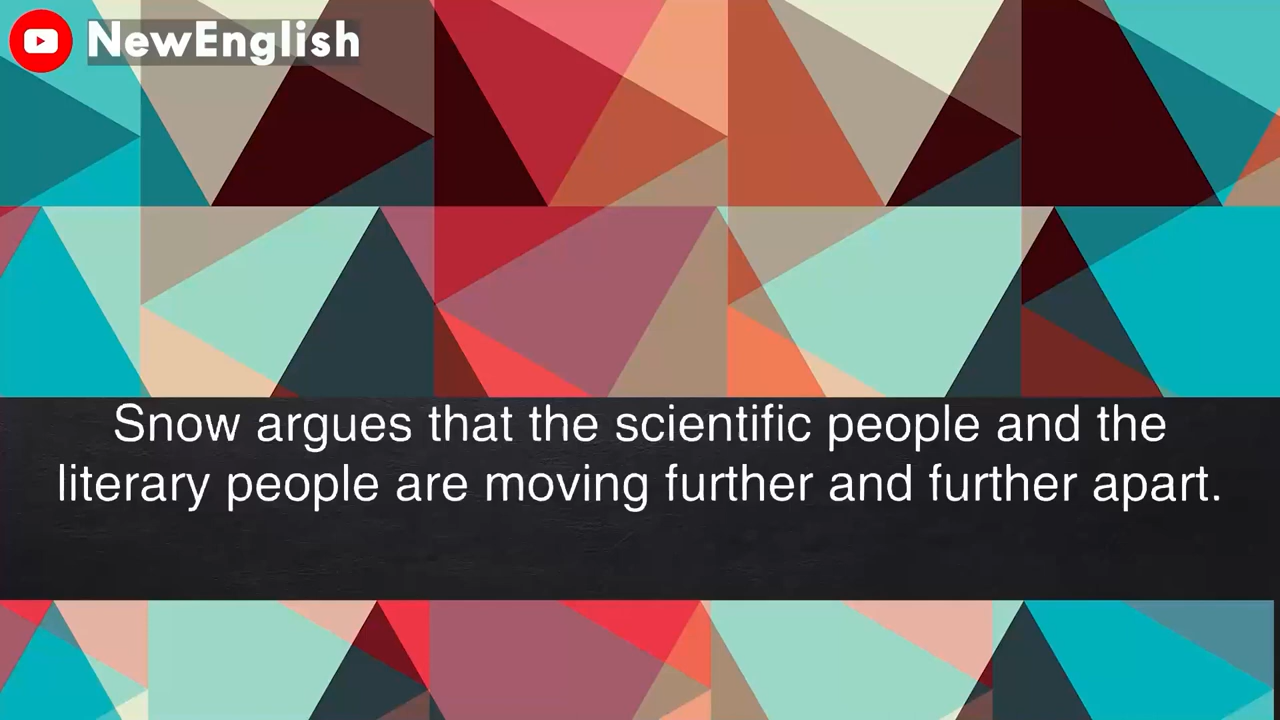 NewEnglish
Snow argues that the scientific people and the
literary people are moving further and further apart.